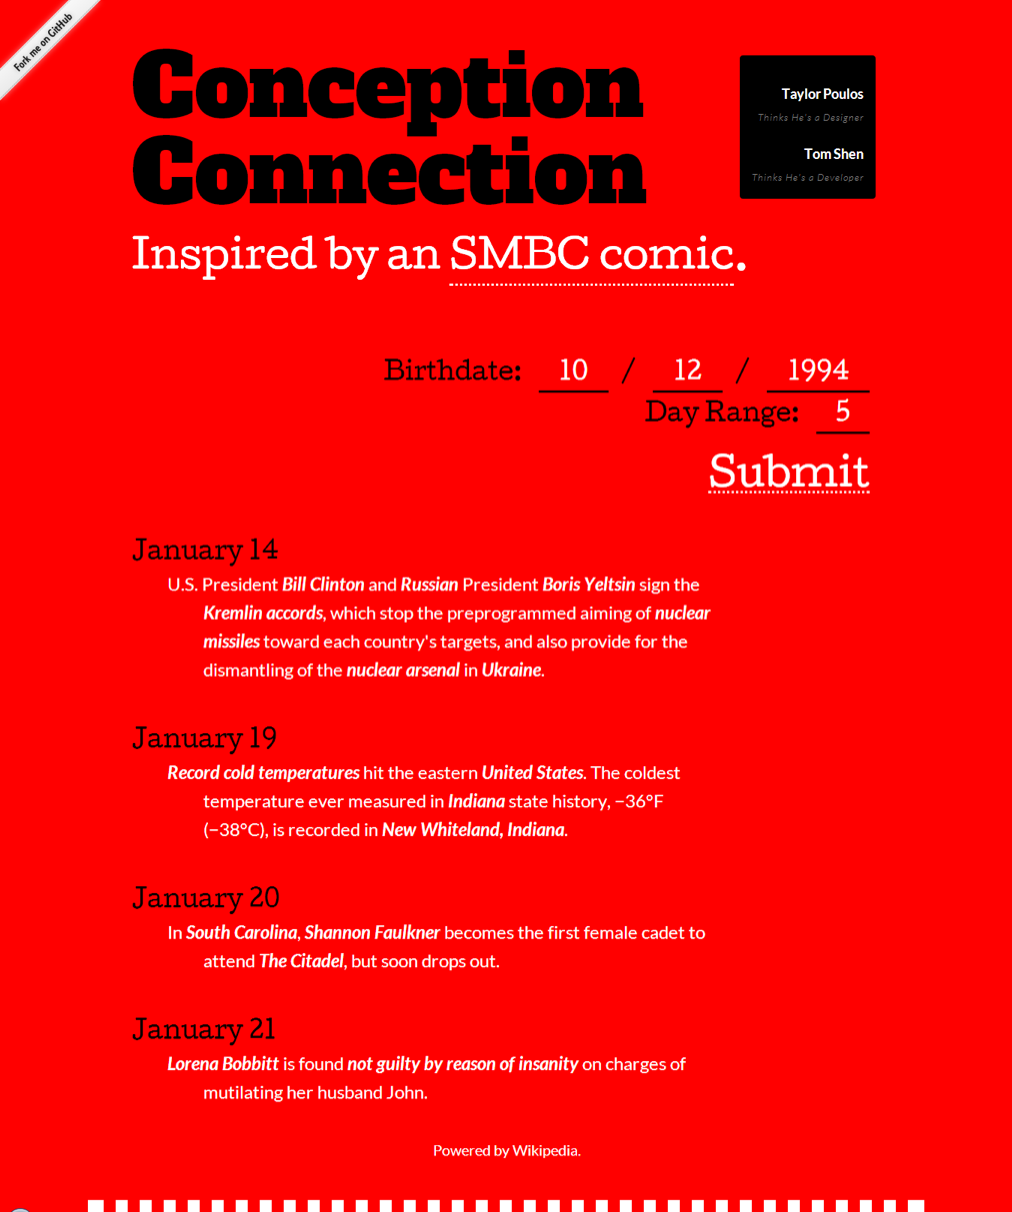 Fork me on GitHub
Conception
Connection
Taylor Poulos
Thinks He's a Designer
Tom Shen
Thinks He's a Developer
Inspired by an SMBC comic.
Birthdate: 10 / 12 / 1994
Day Range: 5
Submit
January 14
U.S. President Bill Clinton and Russian President Boris Yeltsin sign the
Kremlin accords, which stop the preprogrammed aiming of nuclear
missiles toward each country's targets, and also provide for the
dismantling of the nuclear arsenal in Ukraine.
January 19
Record cold temperatures hit the eastern United States. The coldest
temperature ever measured in Indiana state history, −36°F
(−38°C), is recorded in New Whiteland, Indiana.
January 20
In South Carolina, Shannon Faulkner becomes the first female cadet to
attend The Citadel, but soon drops out.
January 21
Lorena Bobbitt is found not guilty by reason of insanity on charges of
mutilating her husband John.
Powered by Wikipedia.